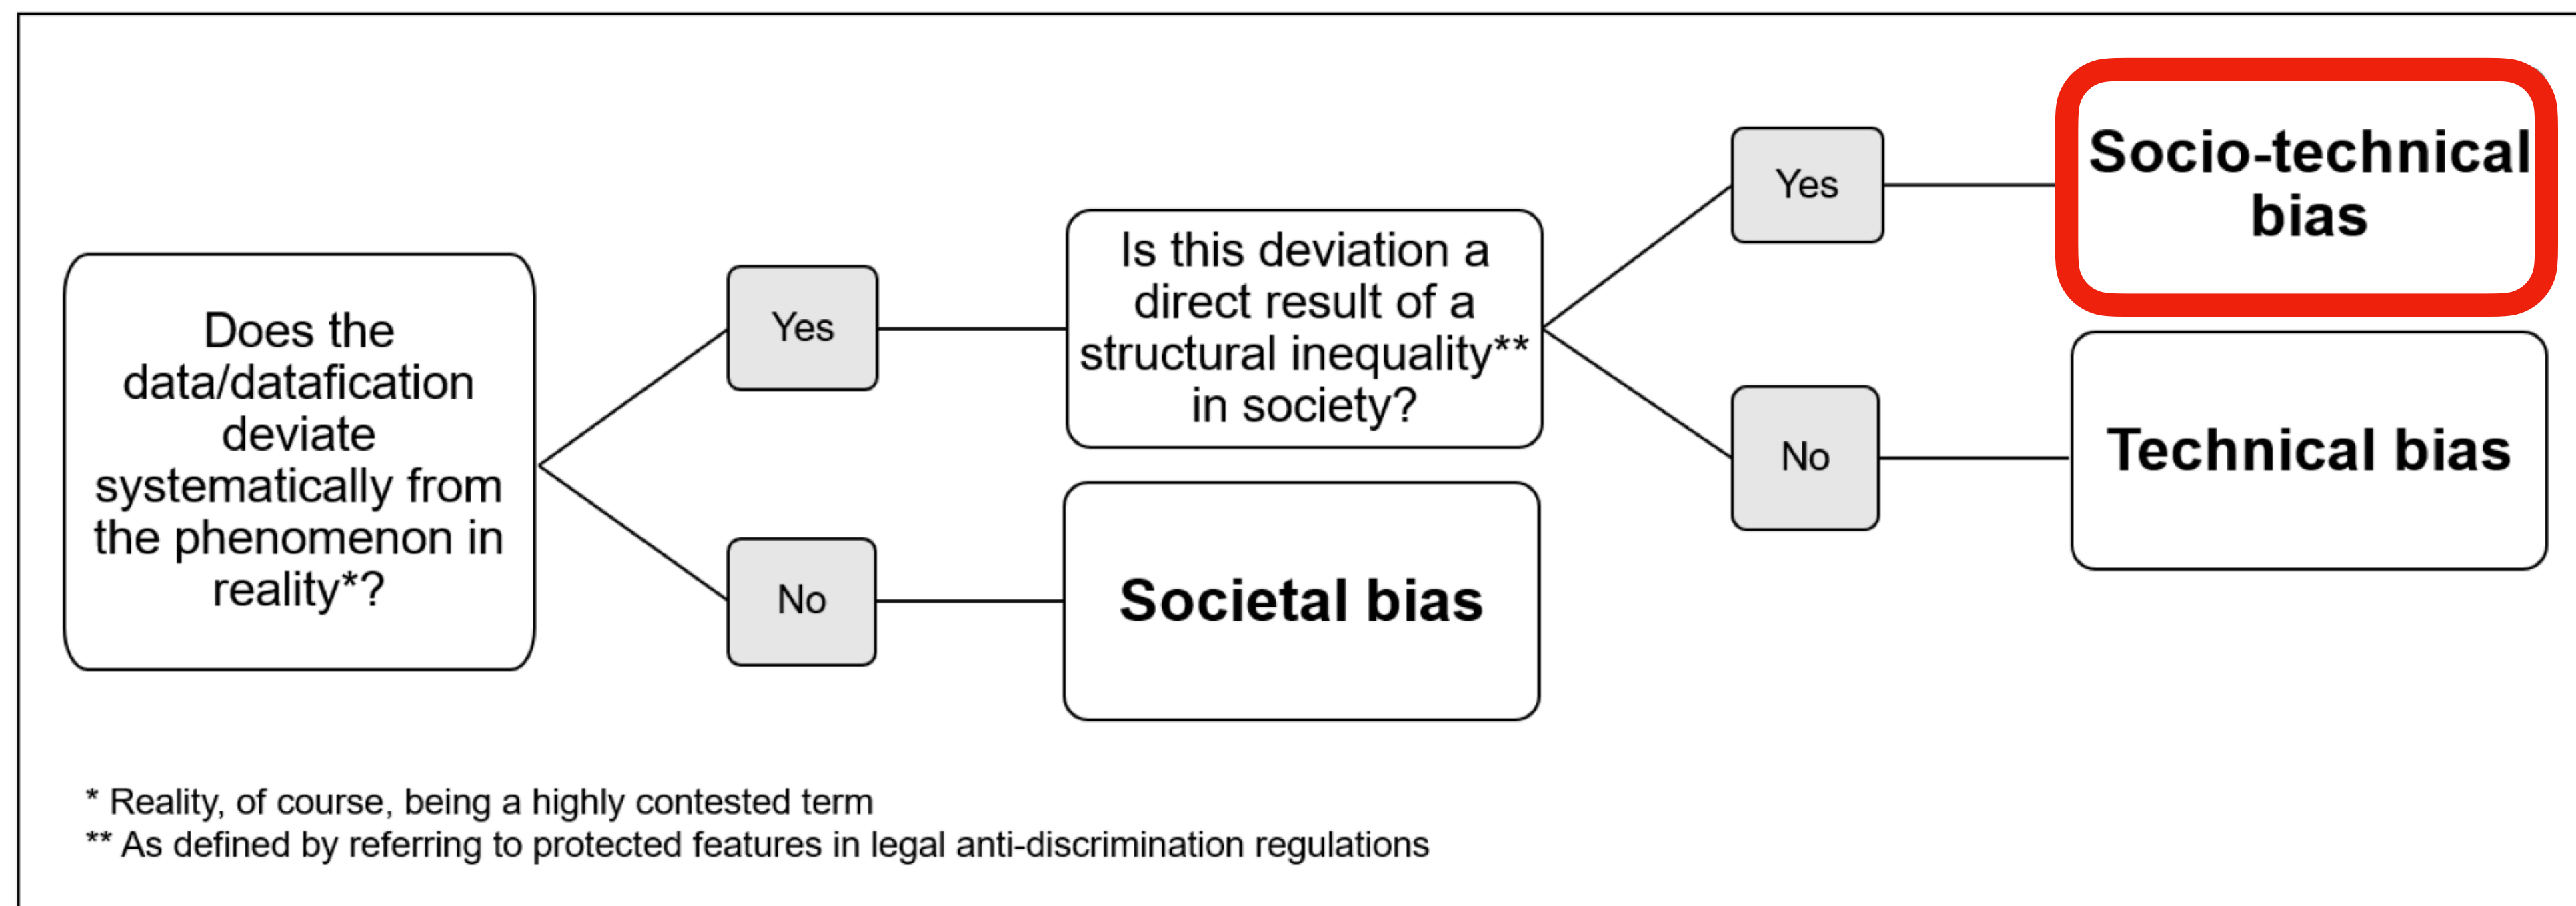 Does the
data/datafication
deviate
systematically from
the phenomenon in
reality*?
Yes
No
Is this deviation a
direct result of a
structural inequality**
in society?
Societal bias
Yes
No
Socio-technical
bias
Technical bias
* Reality, of course, being a highly contested term
** As defined by referring to protected features in legal anti-discrimination regulations